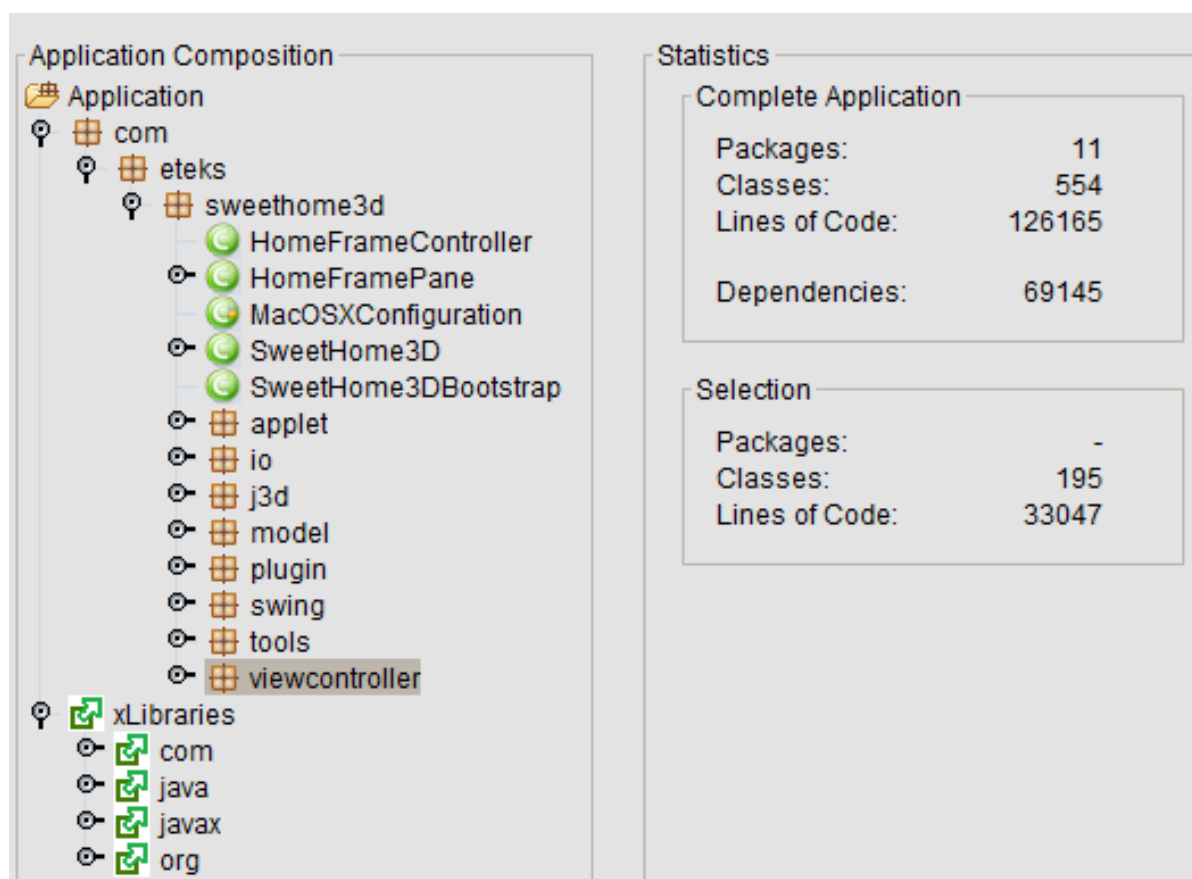 Application Composition
Application
com
eteks
sweethome3d
HomeFrameController
HomeFramePane
MacOSXConfiguration
SweetHome3D
SweetHome3DBootstrap
applet
io
j3d
model
plugin
swing
tools
viewcontroller
xLibraries
com
java
javax
org
Statistics
Complete Application
Packages: 11
Classes: 554
Lines of Code: 126165
Dependencies: 69145
Selection
Packages: -
Classes: 195
Lines of Code: 33047